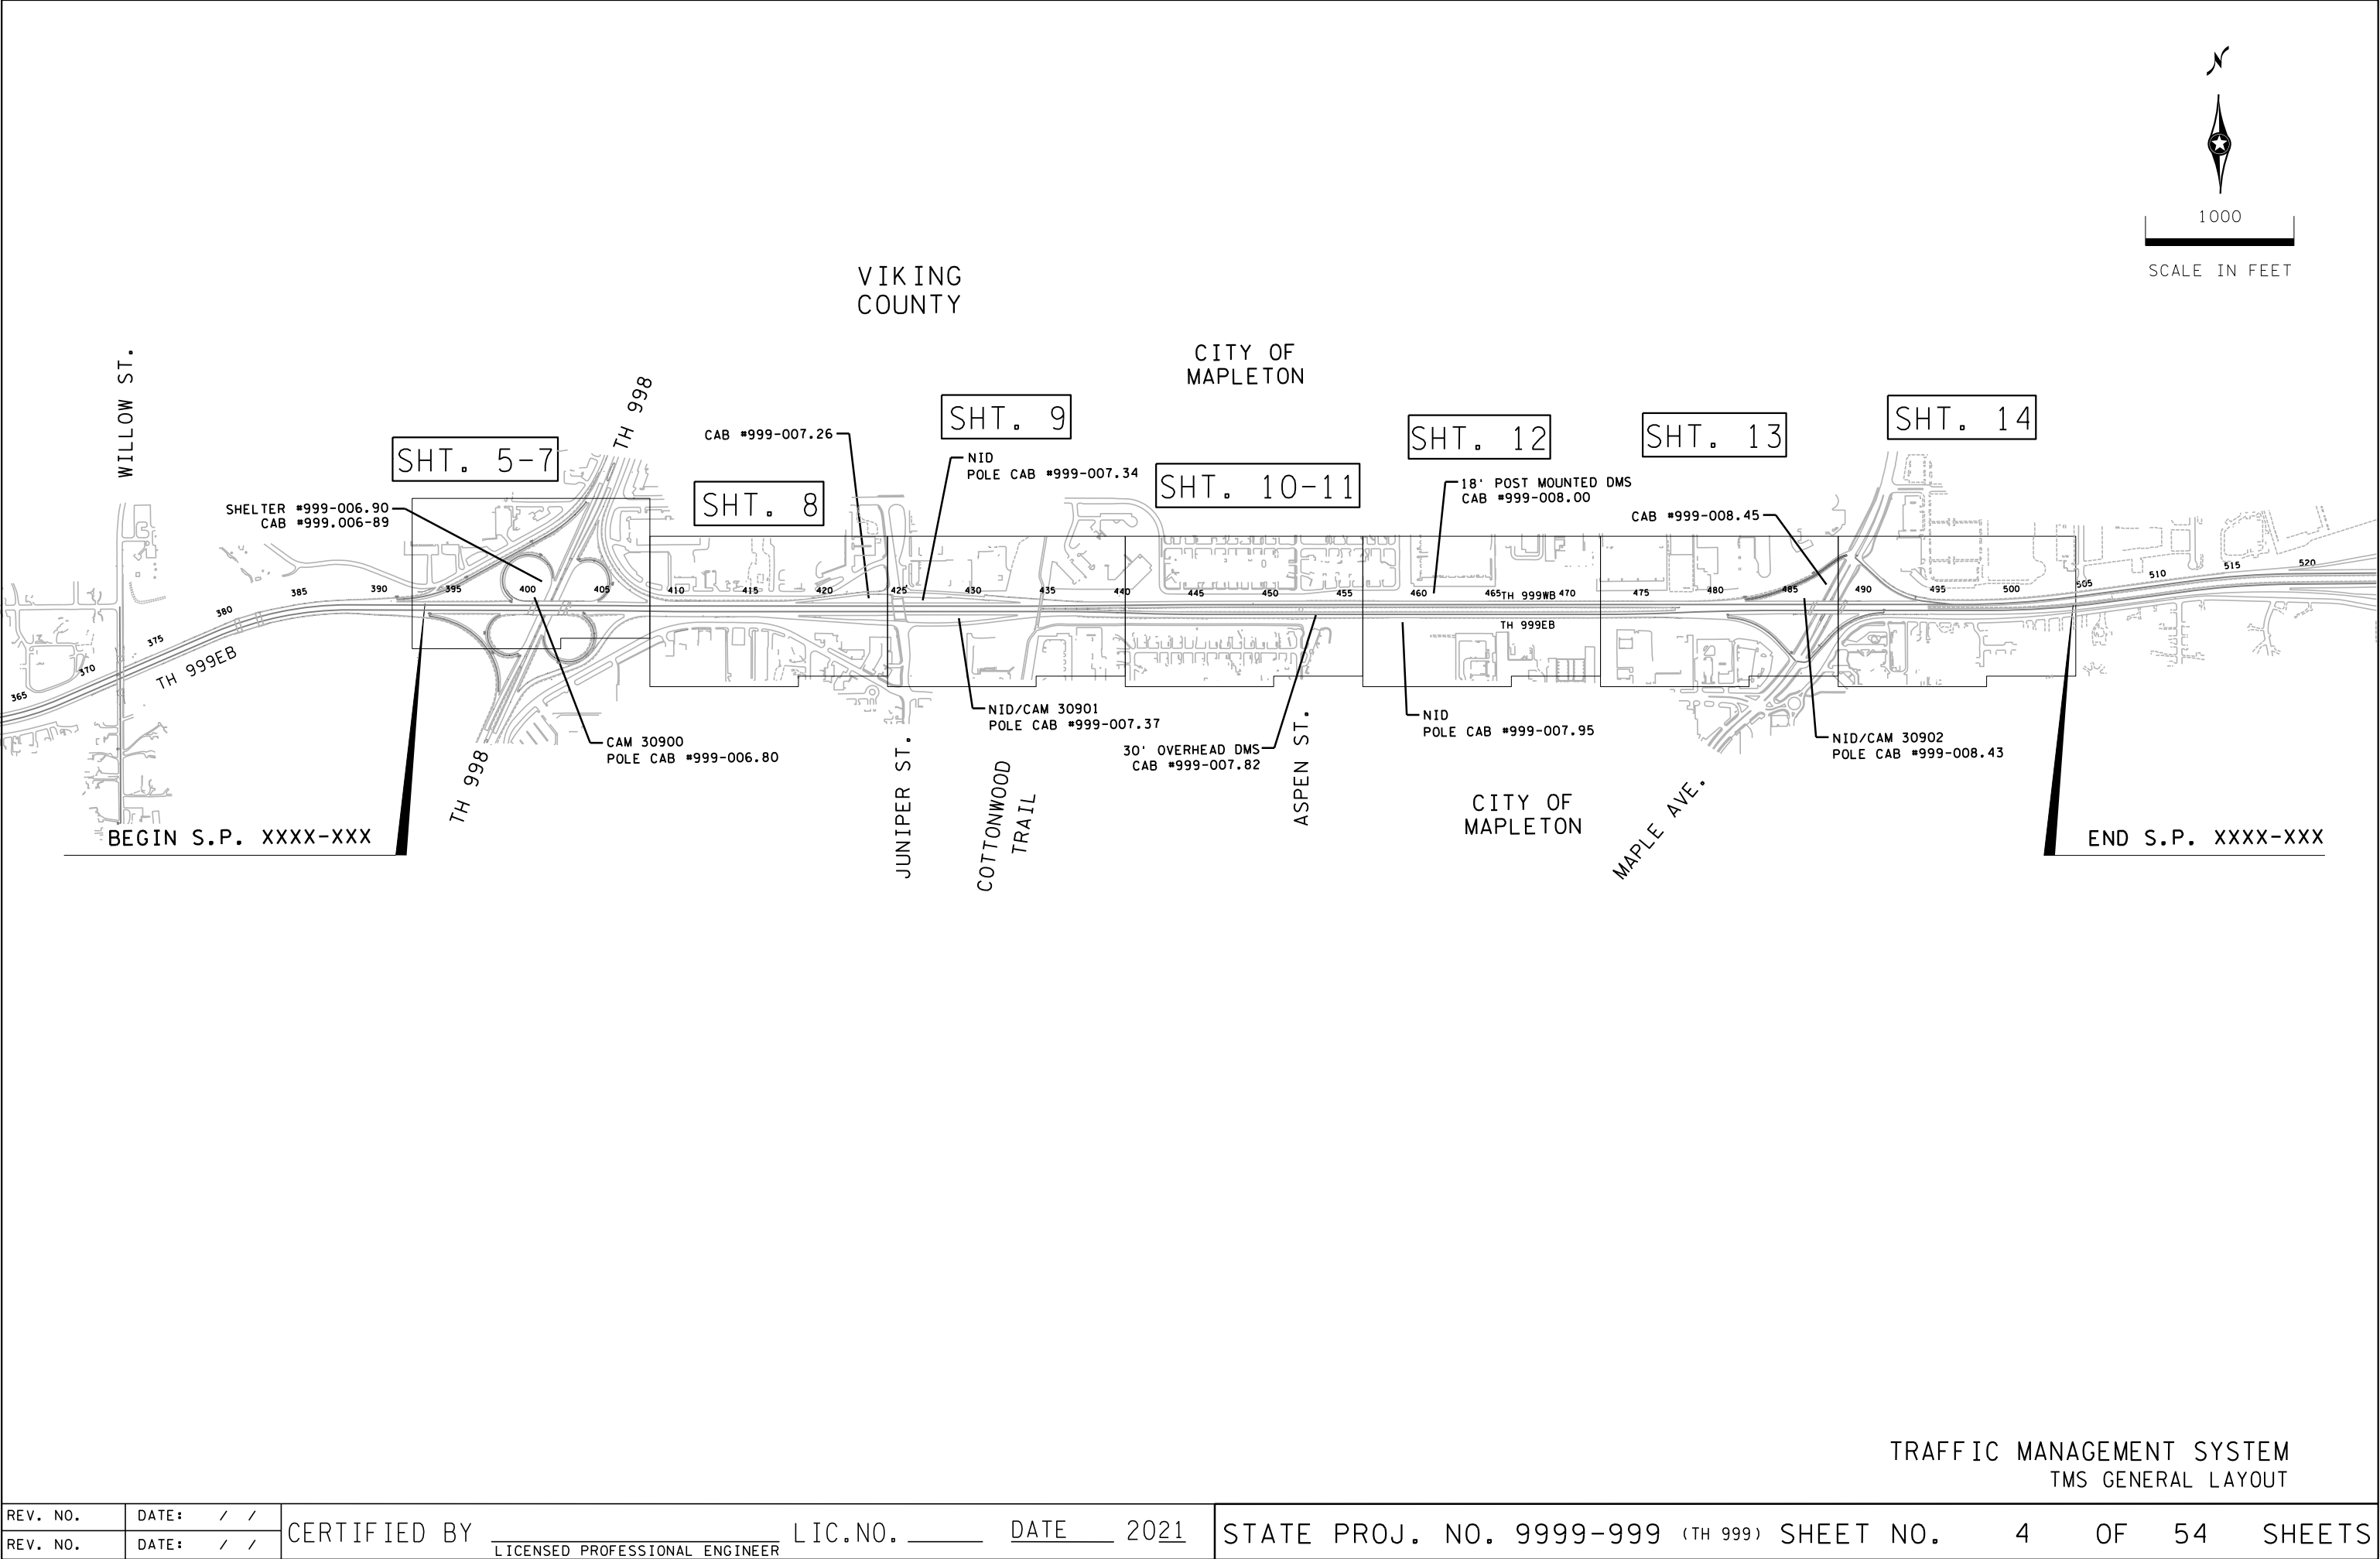 N
1000
SCALE IN FEET
VIKING
COUNTY
CITY OF
MAPLETON
WILLOW ST.
TH 998
SHT. 5-7
SHT. 8
SHT. 9
SHT. 10-11
SHT. 12
SHT. 13
SHT. 14
CAB #999-007.26
NID
POLE CAB #999-007.34
18' POST MOUNTED DMS
CAB #999-008.00
CAB #999-008.45
SHELTER #999-006.90
CAB #999.006-89
365
370
375
380
385
390
395
400
405
410
415
420
425
430
435
440
445
450
455
460
465
TH 999WB
470
475
480
485
490
495
500
505
510
515
520
TH 999EB
TH 999EB
NID/CAM 30901
POLE CAB #999-007.37
CAM 30900
POLE CAB #999-006.80
30' OVERHEAD DMS
CAB #999-007.82
NID
POLE CAB #999-007.95
NID/CAM 30902
POLE CAB #999-008.43
TH 998
JUNIPER ST.
COTTONWOOD
TRAIL
ASPEN ST.
CITY OF
MAPLETON
MAPLE AVE.
BEGIN S.P. XXXX-XXX
END S.P. XXXX-XXX
TRAFFIC MANAGEMENT SYSTEM
TMS GENERAL LAYOUT
REV. NO. DATE: / /
REV. NO. DATE: / /
CERTIFIED BY
LICENSED PROFESSIONAL ENGINEER
LIC.NO. DATE 2021
STATE PROJ. NO. 9999-999 (TH 999) SHEET NO. 4 OF 54 SHEETS